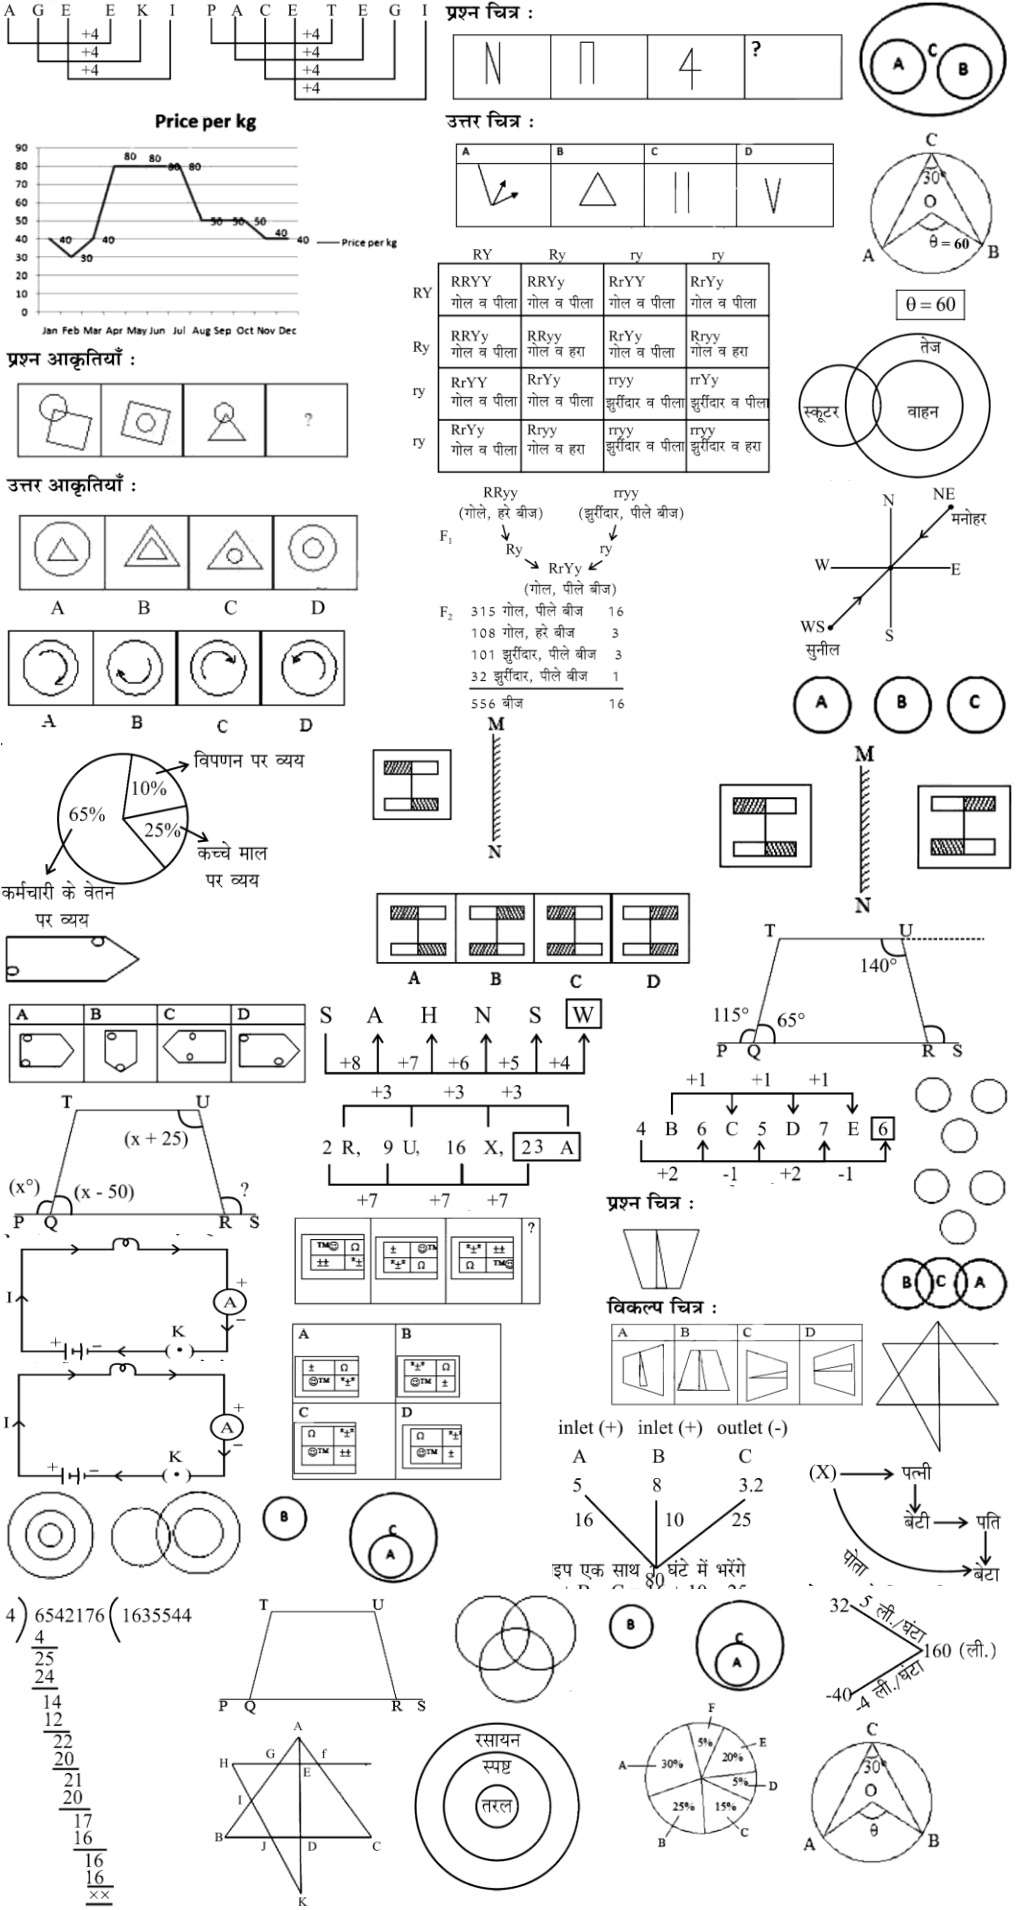 A G E E K I P A C E T E G I
+4 +4
+4 +4
+4 +4
+4
प्रश्न चित्र :
?
उत्तर चित्र :
A B C D
A C B
Price per kg
90
80
70
60
50
40
30
20
10
0
40 30 40 80 80 80 80 50 50 50 40 40
Price per kg
Jan Feb Mar Apr May Jun Jul Aug Sep Oct Nov Dec
C
30°
O
θ = 60
A B
θ = 60
RY Ry ry ry
RY RRYY RRYy RrYY RrYy
गोल व पीला गोल व पीला गोल व पीला गोल व पीला
Ry RRYy RRyy RrYy Rryy
गोल व पीला गोल व हरा गोल व पीला गोल व हरा
ry RrYY RrYy rryy rrYy
गोल व पीला गोल व पीला झुर्रीदार व पीला झुर्रीदार व पीला
ry RrYy Rryy rryy rryy
गोल व पीला गोल व हरा झुर्रीदार व पीला झुर्रीदार व हरा
प्रश्न आकृतियाँ :
?
उत्तर आकृतियाँ :
A B C D
A B C D
तेज
स्कूटर वाहन
RRyy rryy
(गोले, हरे बीज) (झुर्रीदार, पीले बीज)
F₁
Ry ry
RrYy
(गोल, पीले बीज)
F₂ 315 गोल, पीले बीज 16
108 गोल, हरे बीज 3
101 झुर्रीदार, पीले बीज 3
32 झुर्रीदार, पीले बीज 1
556 बीज 16
N NE
मनोहर
W E
WS S
सुनील
A B C
विपणन पर व्यय
10%
65%
25%
कच्चे माल
पर व्यय
कर्मचारी के वेतन
पर व्यय
M
N
M
N
A B C D
T U
140°
115° 65°
P Q R S
A B C D
S A H N S W
+8 +7 +6 +5 +4
+3 +3 +3
2 R, 9 U, 16 X, 23 A
+7 +7 +7
+1 +1 +1
4 B 6 C 5 D 7 E 6
+2 -1 +2 -1
T U
(x + 25)
(x°) (x - 50) ?
P Q R S
प्रश्न चित्र :
विकल्प चित्र :
A B C D
B C A
?
TM☺ Ω ±± *±
± ☺TM *±* Ω
*±* ±± Ω TM☺
A B
± Ω ☺TM *±*
*±* Ω ☺TM ±
C D
Ω *±* ☺TM ±±
Ω *±* ☺TM ±
I + A − K + −
I + A − K + −
inlet (+) inlet (+) outlet (-)
A B C
5 8 3.2
16 10 25
80
इप एक साथ घंटे में भरेंगे
(X) पत्नी
बेटी पति
पोता बेटा
B C A
4) 6542176 (1635544
4
25
24
14
12
22
20
21
20
17
16
16
16
××
T U
P Q R S
B C A
32 5 ली./घंटा
160 (ली.)
-40 -4 ली./घंटा
A
H G f
E
I
B J D C
K
रसायन
स्पष्ट
तरल
F
5%
E
20%
A 30%
5% D
25% 15%
B C
C
30°
O
θ
A B